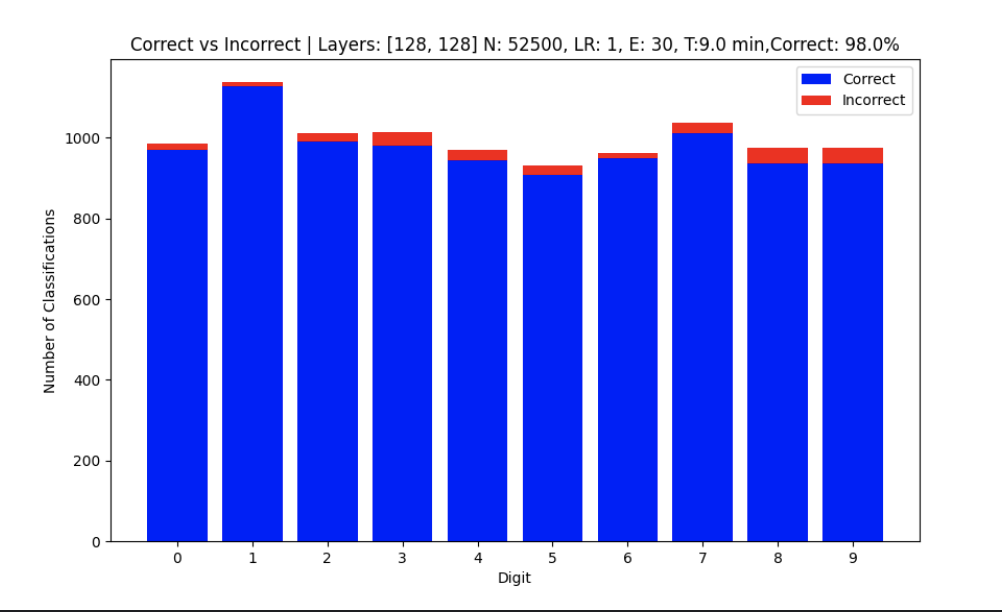 Correct vs Incorrect | Layers: [128, 128] N: 52500, LR: 1, E: 30, T:9.0 min,Correct: 98.0%
Correct
Incorrect
1000
800
600
400
200
0
Number of Classifications
0 1 2 3 4 5 6 7 8 9
Digit